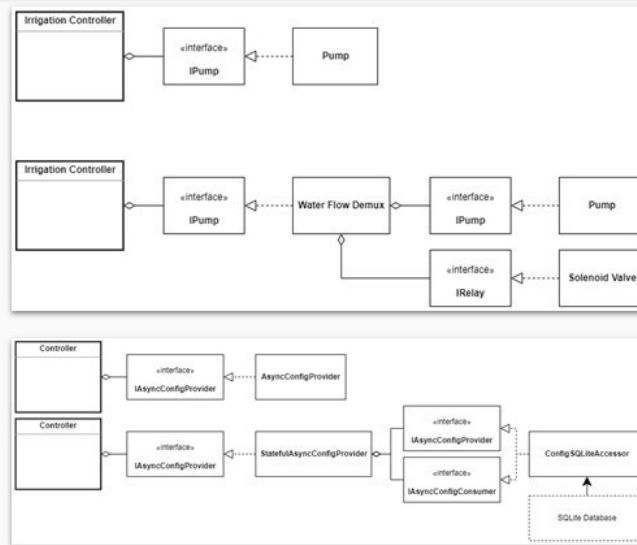 Irrigation Controller
«interface»
IPump
Pump
Irrigation Controller
«interface»
IPump
Water Flow Demux
«interface»
IPump
Pump
«interface»
IRelay
Solenoid Valve
Controller
«interface»
IAsyncConfigProvider
AsyncConfigProvider
Controller
«interface»
IAsyncConfigProvider
StatefulAsyncConfigProvider
«interface»
IAsyncConfigProvider
«interface»
IAsyncConfigConsumer
ConfigSQLiteAccessor
SQLite Database